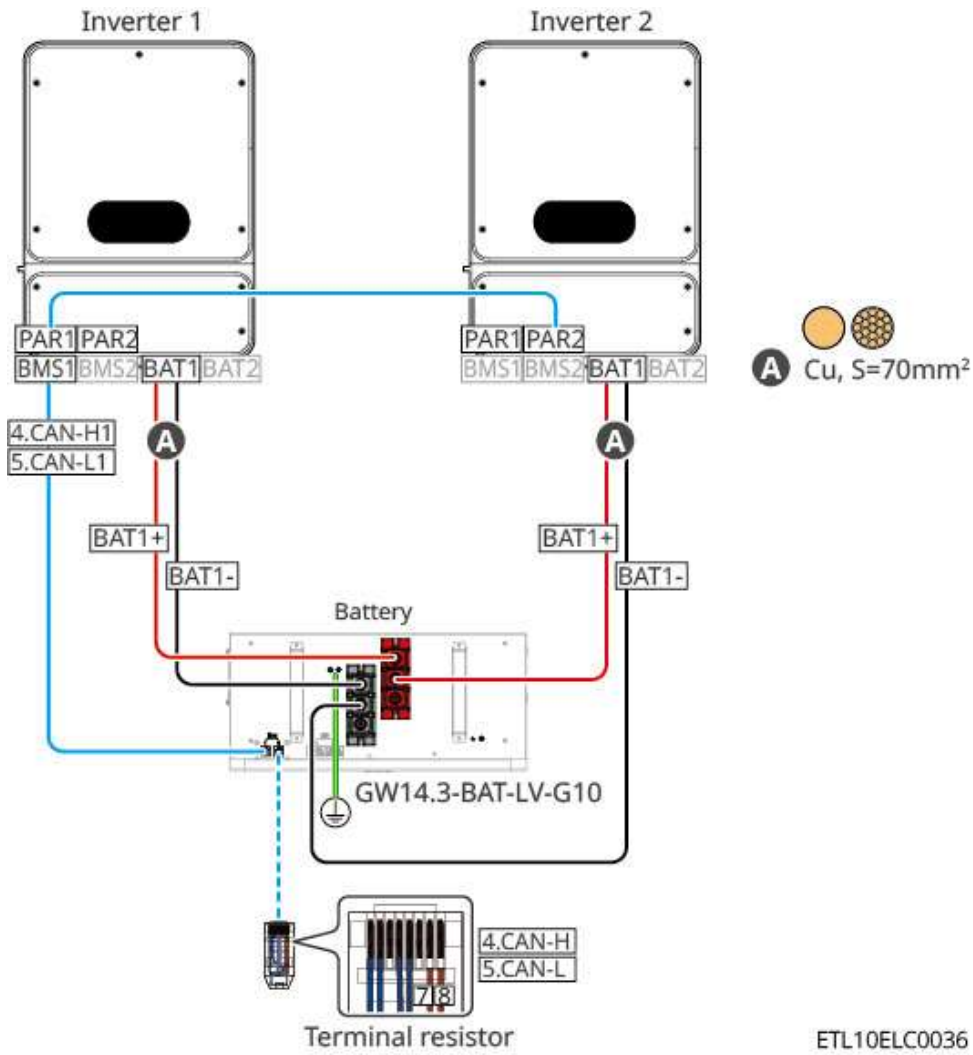 Inverter 1
Inverter 2
PAR1 PAR2
PAR1 PAR2
BMS1 BMS2 BAT1 BAT2
BMS1 BMS2 BAT1 BAT2
A Cu, S=70mm²
4.CAN-H1
5.CAN-L1
A
A
BAT1+
BAT1-
BAT1+
BAT1-
Battery
GW14.3-BAT-LV-G10
4.CAN-H
5.CAN-L
7 8
Terminal resistor
ETL10ELC0036